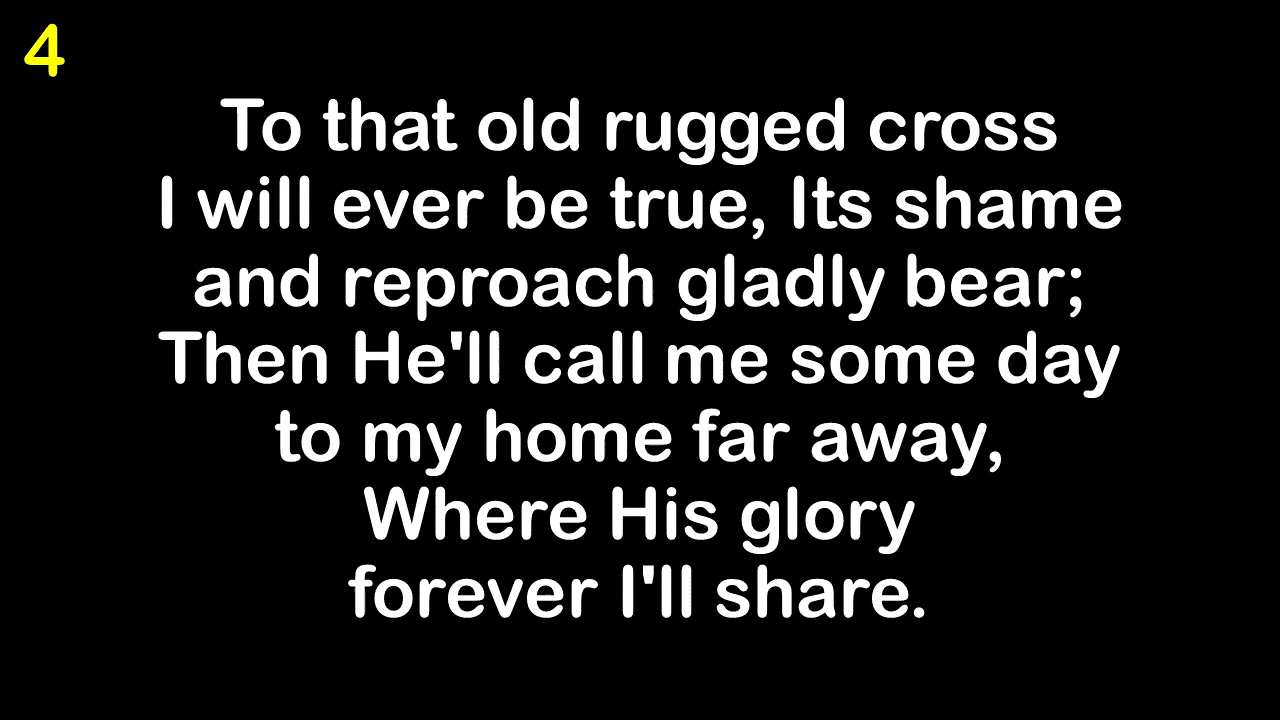 4
To that old rugged cross
I will ever be true, Its shame
and reproach gladly bear;
Then He'll call me some day
to my home far away,
Where His glory
forever I'll share.